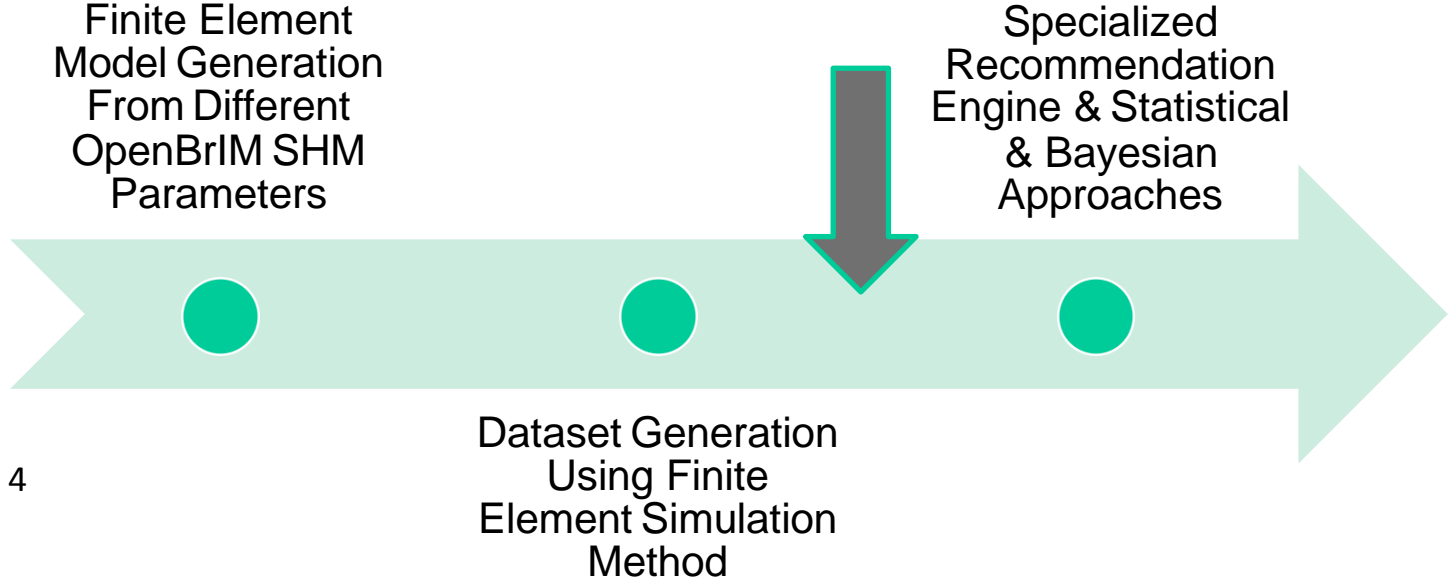 Finite Element
Model Generation
From Different
OpenBrIM SHM
Parameters
Specialized
Recommendation
Engine & Statistical
& Bayesian
Approaches
Dataset Generation
Using Finite
Element Simulation
Method
4